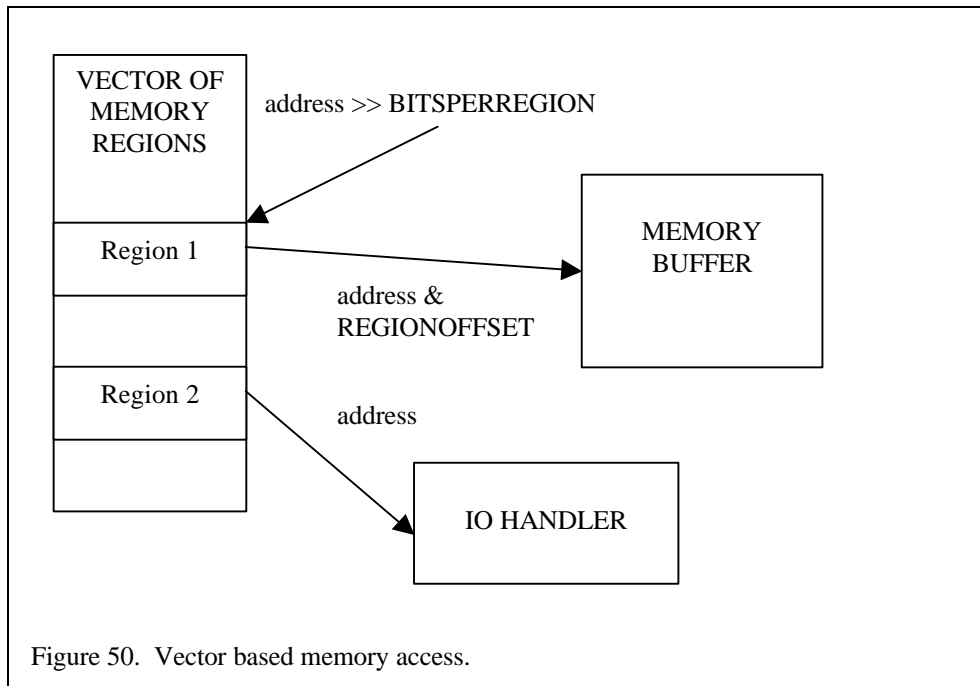 VECTOR OF
MEMORY
REGIONS
address >> BITSPERREGION
Region 1
MEMORY
BUFFER
address &
REGIONOFFSET
Region 2
address
IO HANDLER
Figure 50.  Vector based memory access.